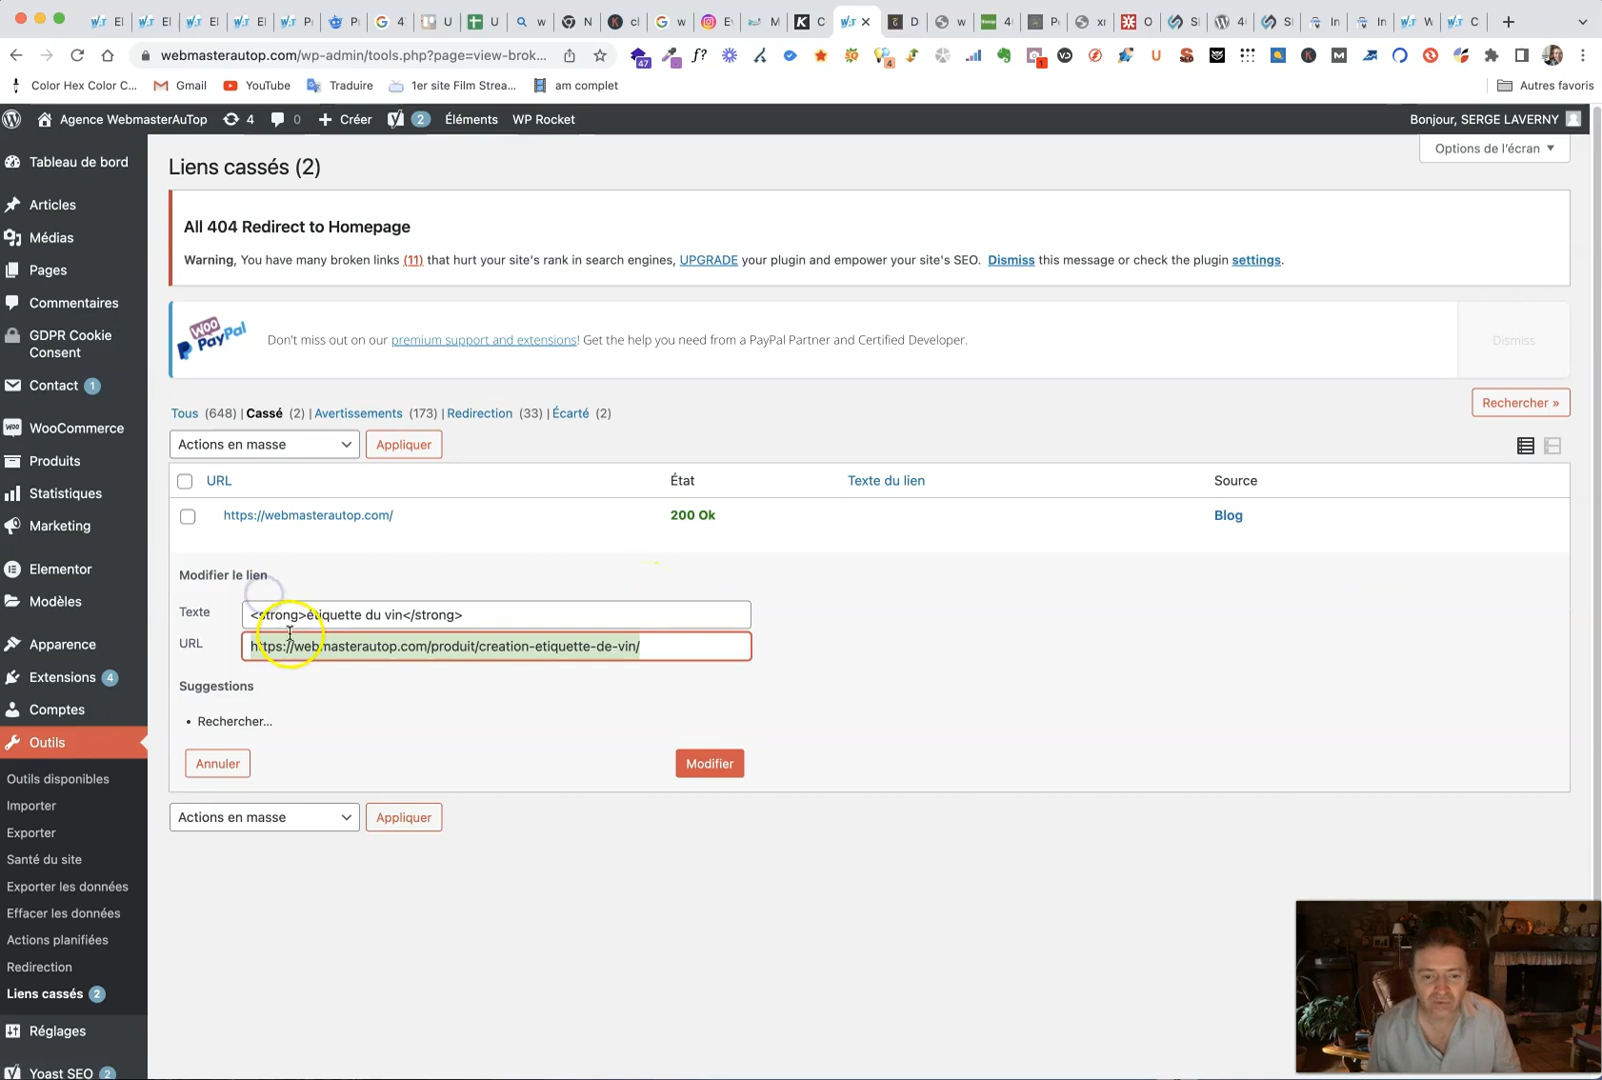 webmasterautop.com/wp-admin/tools.php?page=view-brok...
Color Hex Color C...
Gmail
YouTube
Traduire
1er site Film Strea...
am complet
Autres favoris
Agence WebmasterAuTop
4
0
Créer
2
Éléments
WP Rocket
Bonjour, SERGE LAVERNY
Options de l'écran
Tableau de bord
Articles
Médias
Pages
Commentaires
GDPR Cookie
Consent
Contact 1
WooCommerce
Produits
Statistiques
Marketing
Elementor
Modèles
Apparence
Extensions 4
Comptes
Outils
Outils disponibles
Importer
Exporter
Santé du site
Exporter les données
Effacer les données
Actions planifiées
Redirection
Liens cassés 2
Réglages
Yoast SEO 2
Liens cassés (2)
All 404 Redirect to Homepage
Warning, You have many broken links (11) that hurt your site's rank in search engines, UPGRADE your plugin and empower your site's SEO. Dismiss this message or check the plugin settings.
WOO
PayPal
Don't miss out on our premium support and extensions! Get the help you need from a PayPal Partner and Certified Developer.
Dismiss
Rechercher »
Tous (648) | Cassé (2) | Avertissements (173) | Redirection (33) | Écarté (2)
Actions en masse
Appliquer
URL
État
Texte du lien
Source
https://webmasterautop.com/
200 Ok
Blog
Modifier le lien
Texte
<strong>étiquette du vin</strong>
URL
https://webmasterautop.com/produit/creation-etiquette-de-vin/
Suggestions
• Rechercher...
Annuler
Modifier
Actions en masse
Appliquer